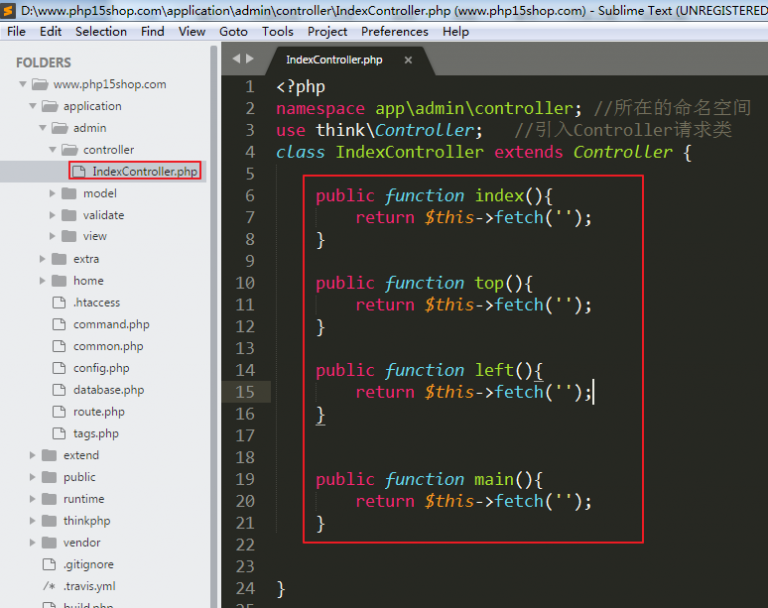 D:\www.php15shop.com\application\admin\controller\IndexController.php (www.php15shop.com) - Sublime Text (UNREGISTERED
File Edit Selection Find View Goto Tools Project Preferences Help
FOLDERS
www.php15shop.com
application
admin
controller
IndexController.php
model
validate
view
extra
home
.htaccess
command.php
common.php
config.php
database.php
route.php
tags.php
extend
public
runtime
thinkphp
vendor
.gitignore
.travis.yml
build.php
IndexController.php ×
1 <?php
2 namespace app\admin\controller; //所在的命名空间
3 use think\Controller; //引入Controller请求类
4 class IndexController extends Controller {
5
6 public function index(){
7 return $this->fetch('');
8 }
9
10 public function top(){
11 return $this->fetch('');
12 }
13
14 public function left(){
15 return $this->fetch('');
16 }
17
18
19 public function main(){
20 return $this->fetch('');
21 }
22
23
24 }
25